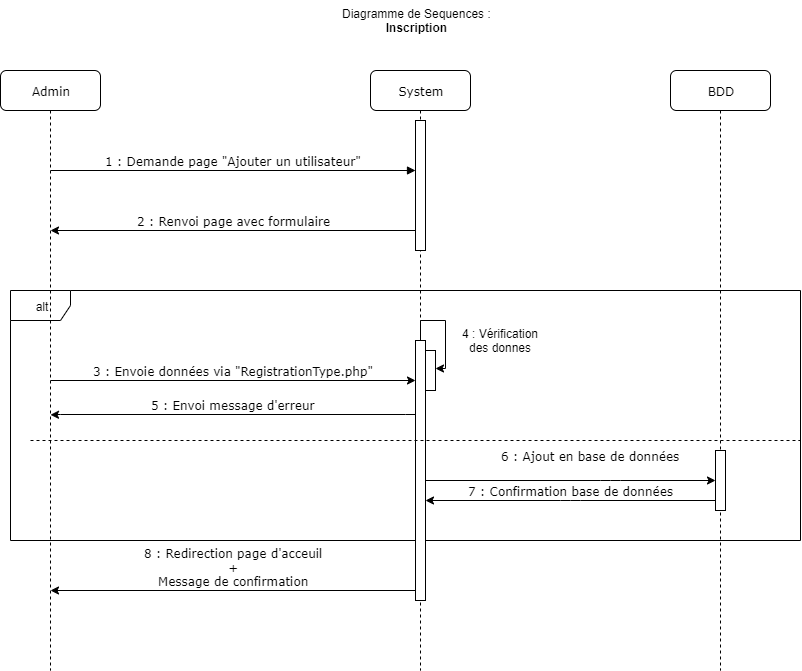 Diagramme de Sequences :
Inscription
Admin
System
BDD
1 : Demande page "Ajouter un utilisateur"
2 : Renvoi page avec formulaire
alt
4 : Vérification
des donnes
3 : Envoie données via "RegistrationType.php"
5 : Envoi message d'erreur
6 : Ajout en base de données
7 : Confirmation base de données
8 : Redirection page d'acceuil
+
Message de confirmation